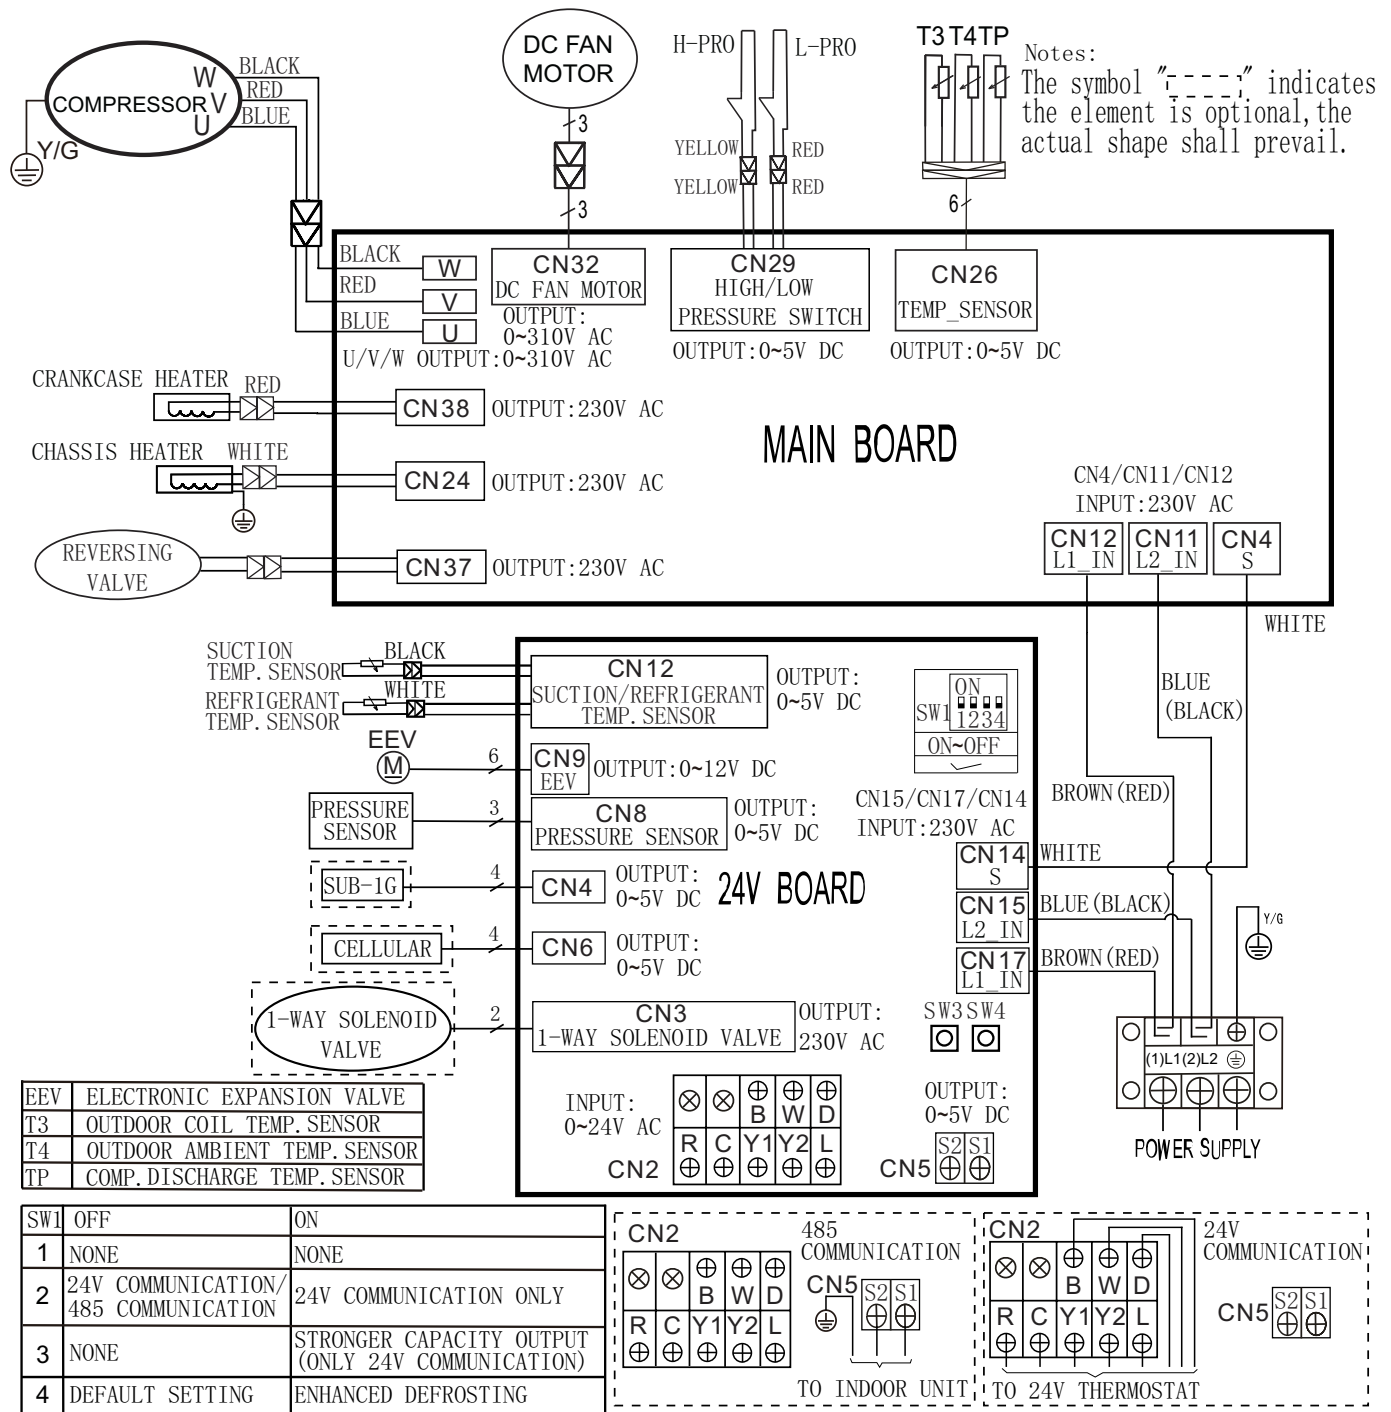 COMPRESSOR
W
V
U
BLACK
RED
BLUE
Y/G
DC FAN
MOTOR
3
3
H-PRO
L-PRO
YELLOW
RED
YELLOW
RED
T3 T4 TP
6
Notes:
The symbol "[----]" indicates
the element is optional,the
actual shape shall prevail.
BLACK
W
RED
V
BLUE
U
U/V/W OUTPUT:0~310V AC
CN32
DC FAN MOTOR
OUTPUT:
0~310V AC
CN29
HIGH/LOW
PRESSURE SWITCH
OUTPUT:0~5V DC
CN26
TEMP_SENSOR
OUTPUT:0~5V DC
CRANKCASE HEATER
RED
CN38
OUTPUT:230V AC
CHASSIS HEATER
WHITE
CN24
OUTPUT:230V AC
REVERSING
VALVE
CN37
OUTPUT:230V AC
MAIN BOARD
CN4/CN11/CN12
INPUT:230V AC
CN12
L1_IN
CN11
L2_IN
CN4
S
WHITE
BLUE
(BLACK)
BROWN(RED)
SUCTION
TEMP.SENSOR
BLACK
REFRIGERANT
TEMP.SENSOR
WHITE
CN12
SUCTION/REFRIGERANT
TEMP.SENSOR
OUTPUT:
0~5V DC
SW1
ON
1234
ON~OFF
EEV
M
6
CN9
EEV
OUTPUT:0~12V DC
PRESSURE
SENSOR
3
CN8
PRESSURE SENSOR
OUTPUT:
0~5V DC
CN15/CN17/CN14
INPUT:230V AC
SUB-1G
4
CN4
OUTPUT:
0~5V DC
24V BOARD
CN14
S
WHITE
CN15
L2_IN
BLUE(BLACK)
CN17
L1_IN
BROWN(RED)
Y/G
CELLULAR
4
CN6
OUTPUT:
0~5V DC
1-WAY SOLENOID
VALVE
2
CN3
1-WAY SOLENOID VALVE
OUTPUT:
230V AC
SW3 SW4
(1)L1(2)L2
POWER SUPPLY
INPUT:
0~24V AC
CN2
B W D
R C Y1 Y2 L
OUTPUT:
0~5V DC
CN5
S2 S1
EEV ELECTRONIC EXPANSION VALVE
T3 OUTDOOR COIL TEMP.SENSOR
T4 OUTDOOR AMBIENT TEMP.SENSOR
TP COMP.DISCHARGE TEMP.SENSOR
SW1 OFF ON
1 NONE NONE
2 24V COMMUNICATION/
485 COMMUNICATION 24V COMMUNICATION ONLY
3 NONE STRONGER CAPACITY OUTPUT
(ONLY 24V COMMUNICATION)
4 DEFAULT SETTING ENHANCED DEFROSTING
CN2
B W D
R C Y1 Y2 L
485
COMMUNICATION
CN5
S2 S1
TO INDOOR UNIT
CN2
B W D
R C Y1 Y2 L
24V
COMMUNICATION
CN5
S2 S1
TO 24V THERMOSTAT